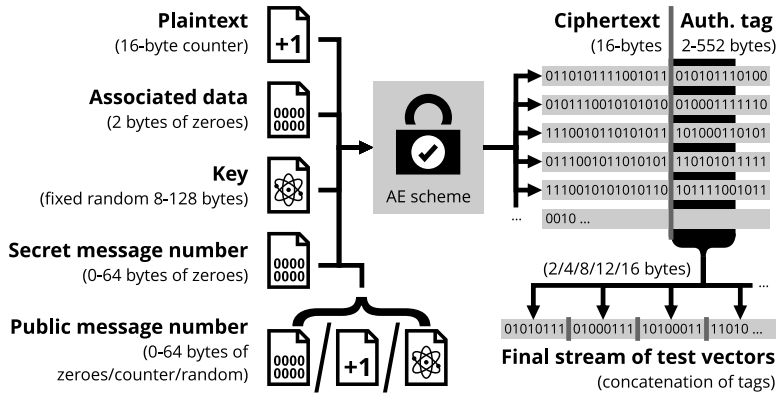 Plaintext
(16-byte counter)
+1
Associated data
(2 bytes of zeroes)
0000
0000
Key
(fixed random 8-128 bytes)
Secret message number
(0-64 bytes of zeroes)
0000
0000
Public message number
(0-64 bytes of
zeroes/counter/random)
0000
0000
+1
AE scheme
Ciphertext Auth. tag
(16-bytes 2-552 bytes)
0110101111001011 010101110100
0101110010101010 010001111110
1110010110101011 101000110101
0111001011010101 110101011111
1110010101010110 101111001011
... 0010 ...
(2/4/8/12/16 bytes) ...
01010111 01000111 10100011 11010 ...
Final stream of test vectors
(concatenation of tags)